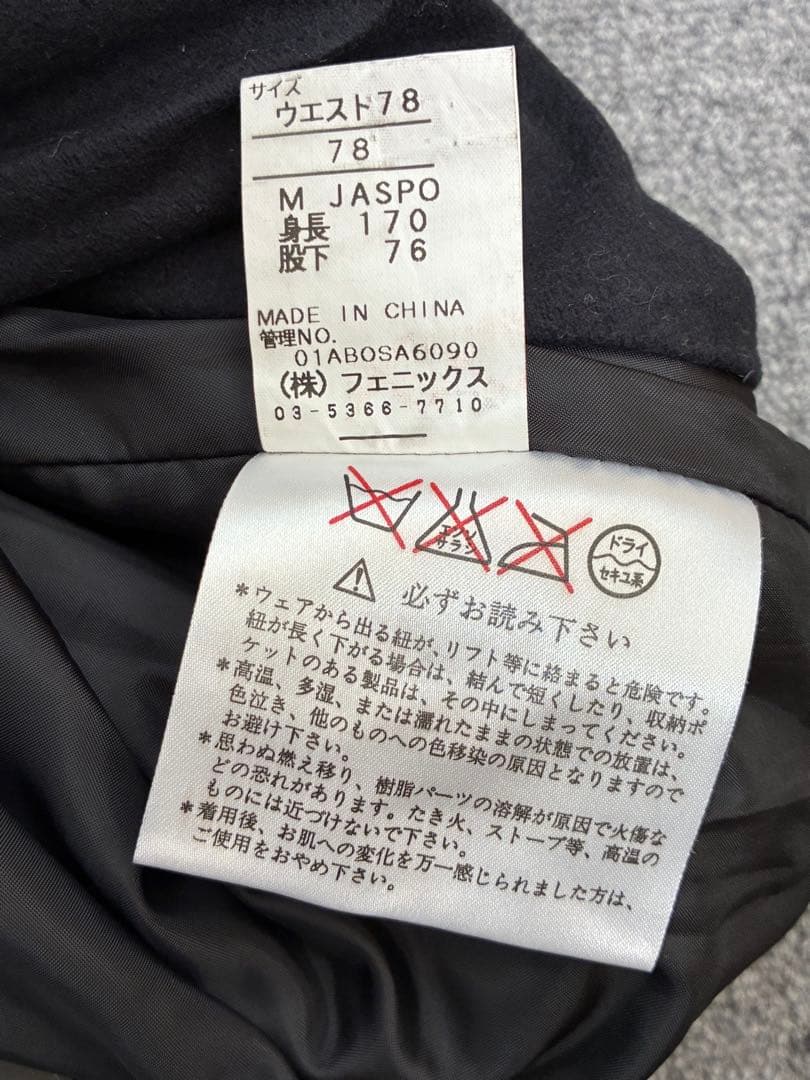 サイズ
ウエスト78
78
M JASPO
身長 170
股下 76
MADE IN CHINA
管理NO.
01ABOSA6090
(株)フェニックス
03-5366-7710
エンソ
サラシ
ドライ
セキユ系
必ずお読み下さい
*ウェアから出る紐が、リフト等に絡まると危険です。
紐が長く下がる場合は、結んで短くしたり、収納ポ
ケットのある製品は、その中にしまってください。
*高温、多湿、または濡れたままの状態での放置は、
色泣き、他のものへの色移染の原因となりますので
お避け下さい。
*思わぬ燃え移り、樹脂パーツの溶解が原因で火傷な
どの恐れがあります。たき火、ストーブ等、高温の
ものには近づけないで下さい。
*着用後、お肌への変化を万一感じられました方は、
ご使用をおやめ下さい。